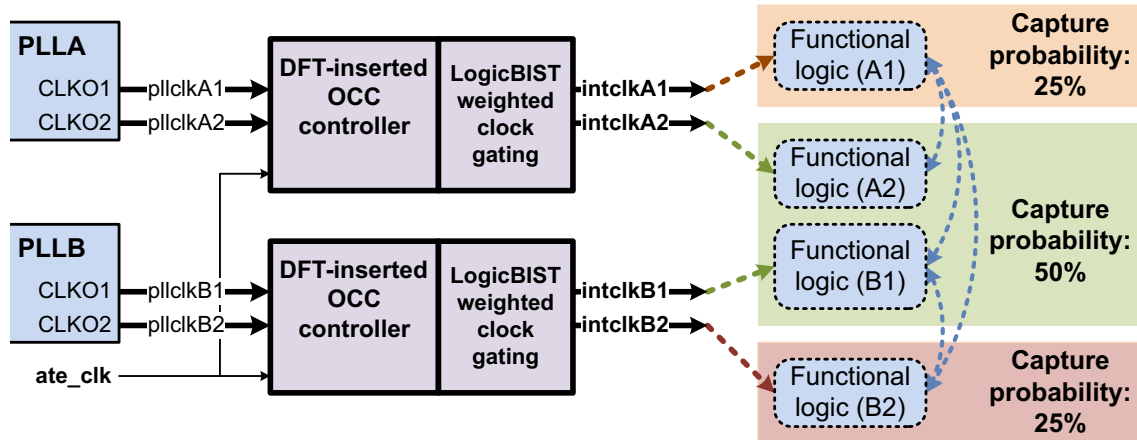 PLLA
CLKO1
CLKO2
pllclkA1
pllclkA2
DFT-inserted
OCC
controller
LogicBIST
weighted
clock
gating
intclkA1
intclkA2
Functional
logic (A1)
Capture
probability:
25%
Functional
logic (A2)
Functional
logic (B1)
Capture
probability:
50%
PLLB
CLKO1
CLKO2
pllclkB1
pllclkB2
ate_clk
DFT-inserted
OCC
controller
LogicBIST
weighted
clock
gating
intclkB1
intclkB2
Functional
logic (B2)
Capture
probability:
25%